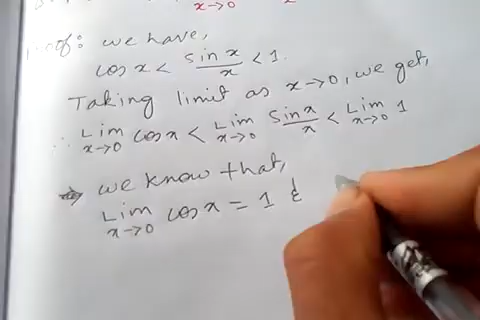 x→0
Proof: we have,
cos x < sin x / x < 1.
Taking limit as x→0, we get,
∴ Lim x→0 cos x < Lim x→0 sin x / x < Lim x→0 1
⇒ we know that,
Lim x→0 cos x = 1 &